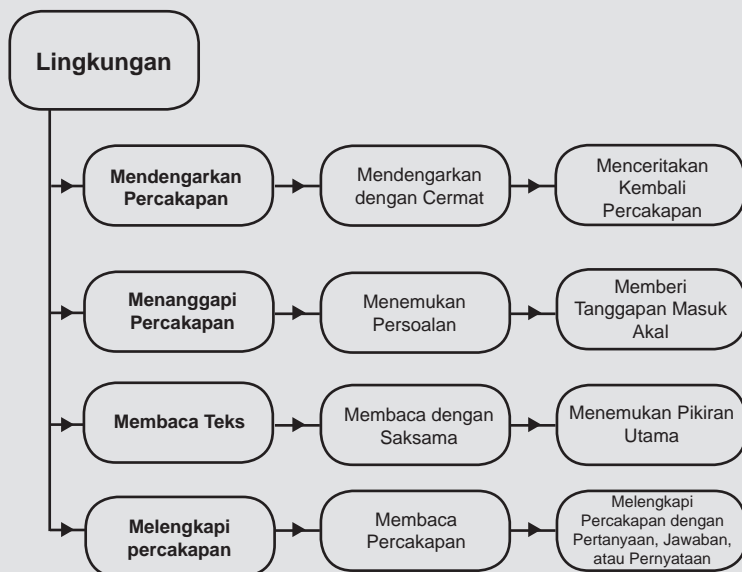 Lingkungan
Mendengarkan
Percakapan
Mendengarkan
dengan Cermat
Menceritakan
Kembali
Percakapan
Menanggapi
Percakapan
Menemukan
Persoalan
Memberi
Tanggapan Masuk
Akal
Membaca Teks
Membaca dengan
Saksama
Menemukan Pikiran
Utama
Melengkapi
percakapan
Membaca
Percakapan
Melengkapi
Percakapan dengan
Pertanyaan, Jawaban,
atau Pernyataan